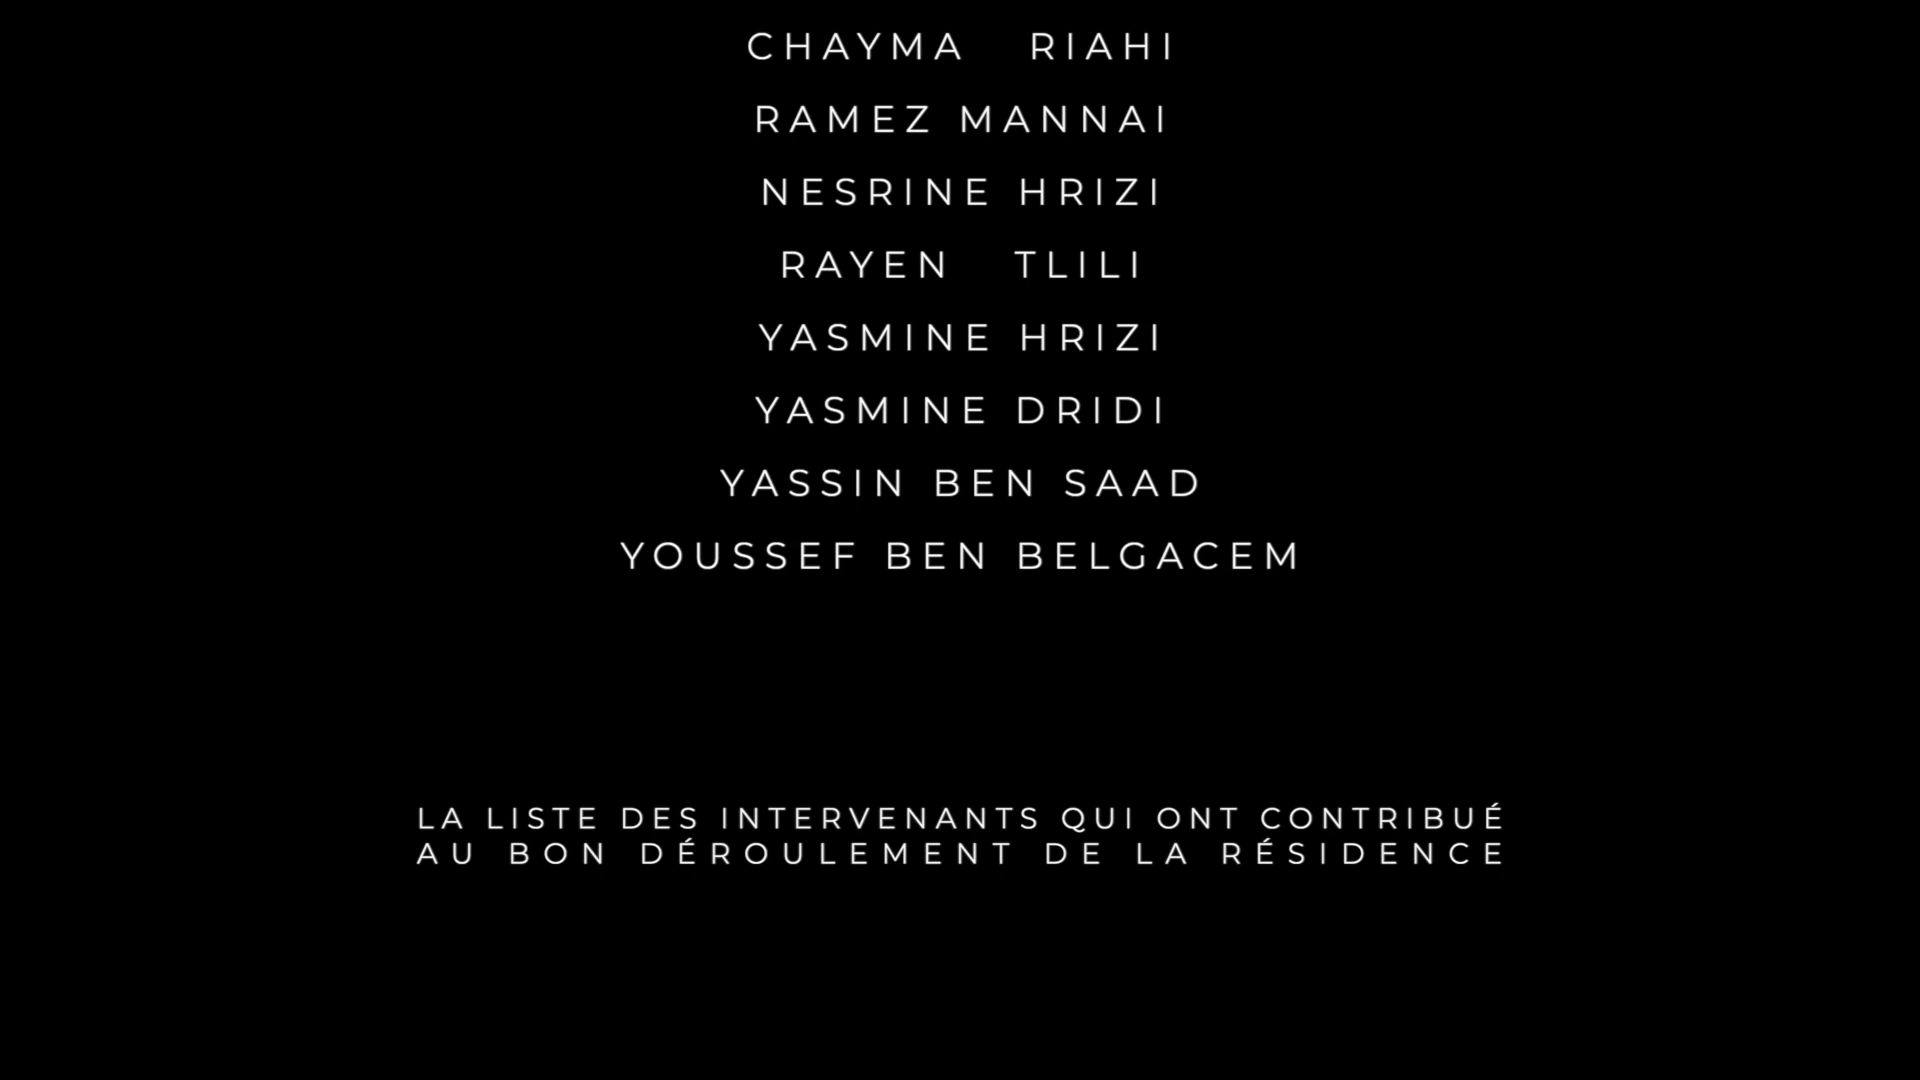 CHAYMA RIAHI
RAMEZ MANNAI
NESRINE HRIZI
RAYEN TLILI
YASMINE HRIZI
YASMINE DRIDI
YASSIN BEN SAAD
YOUSSEF BEN BELGACEM
LA LISTE DES INTERVENANTS QUI ONT CONTRIBUÉ
AU BON DÉROULEMENT DE LA RÉSIDENCE